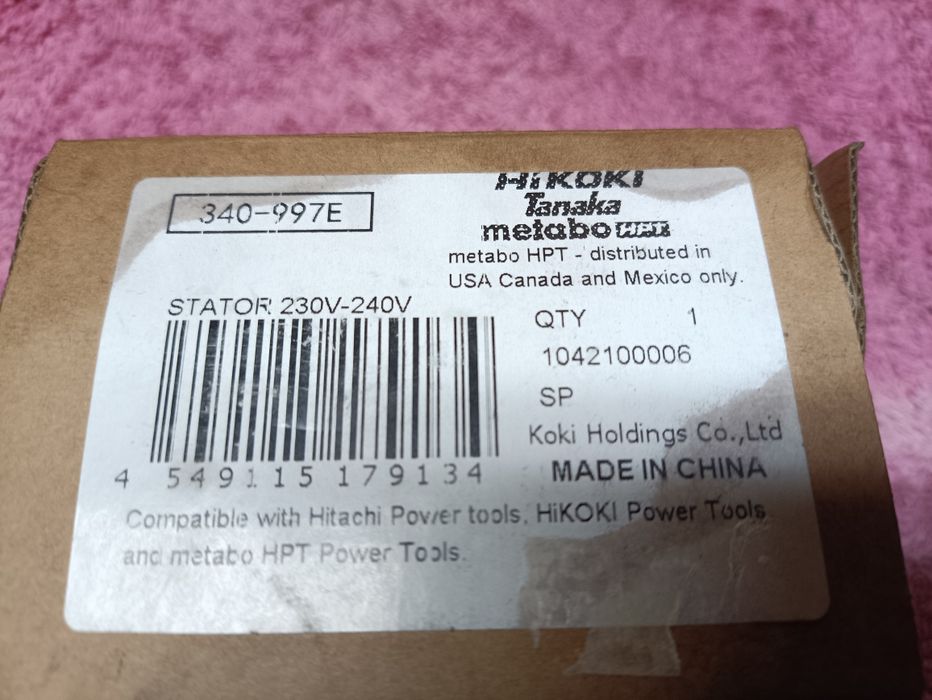 340-997E
HiKOKI
Tanaka
metabo HPT
metabo HPT - distributed in
USA Canada and Mexico only.
STATOR 230V-240V
QTY 1
1042100006
SP
Koki Holdings Co.,Ltd
MADE IN CHINA
4 549115 179134
Compatible with Hitachi Power tools, HiKOKI Power Tools
and metabo HPT Power Tools.